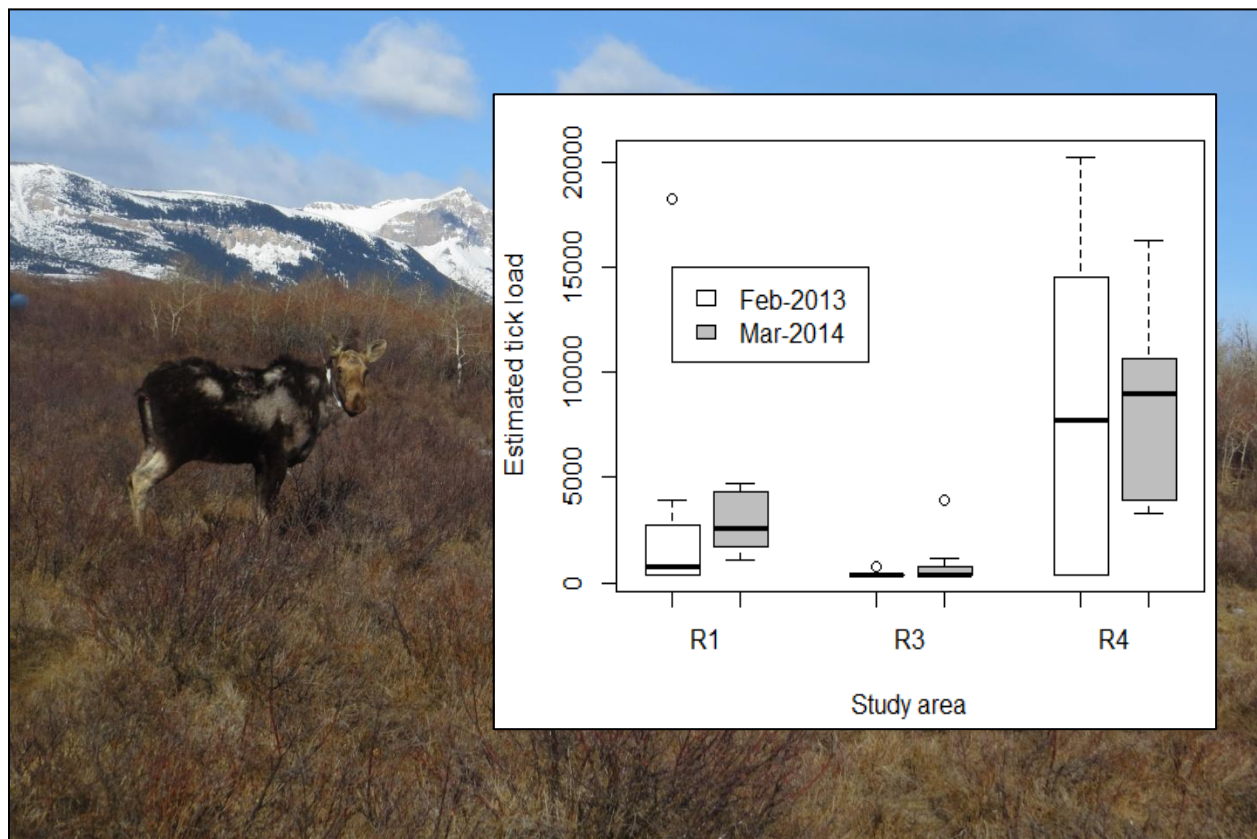 20000
15000
10000
5000
0
Estimated tick load
Feb-2013
Mar-2014
R1 R3 R4
Study area